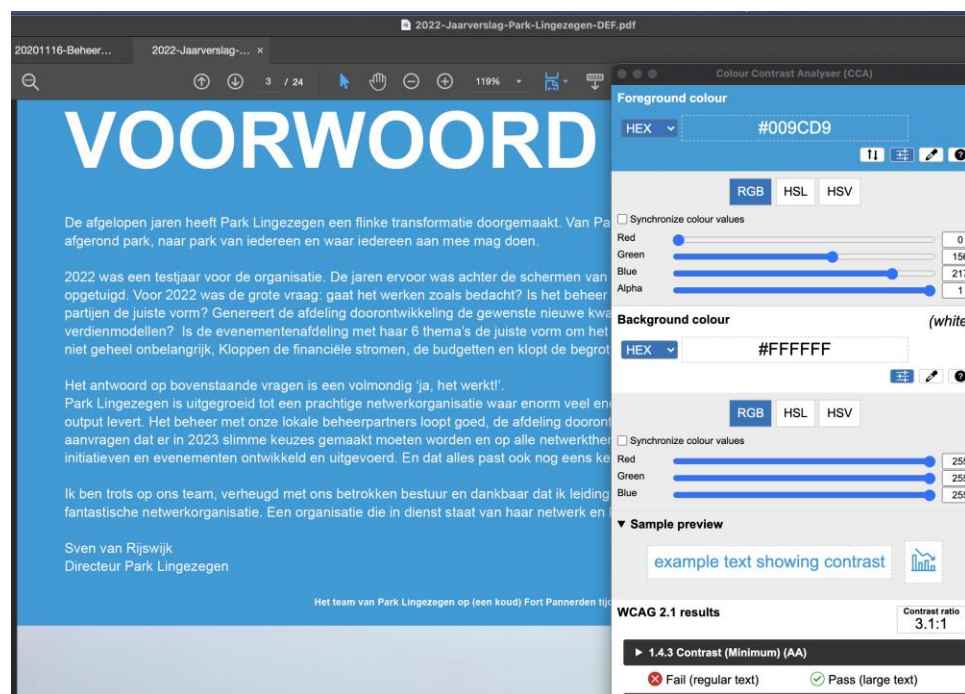 2022-Jaarverslag-Park-Lingezegen-DEF.pdf
20201116-Beheer...
2022-Jaarverslag-... ×
3 / 24
119%
VOORWOORD
De afgelopen jaren heeft Park Lingezegen een flinke transformatie doorgemaakt. Van Pa
afgerond park, naar park van iedereen en waar iedereen aan mee mag doen.
2022 was een testjaar voor de organisatie. De jaren ervoor was achter de schermen van
opgetuigd. Voor 2022 was de grote vraag: gaat het werken zoals bedacht? Is het beheer
partijen de juiste vorm? Genereert de afdeling doorontwikkeling de gewenste nieuwe kwa
verdienmodellen? Is de evenementenafdeling met haar 6 thema's de juiste vorm om het
niet geheel onbelangrijk, Kloppen de financiële stromen, de budgetten en klopt de begrot
Het antwoord op bovenstaande vragen is een volmondig 'ja, het werkt!'.
Park Lingezegen is uitgegroeid tot een prachtige netwerkorganisatie waar enorm veel ene
output levert. Het beheer met onze lokale beheerpartners loopt goed, de afdeling dooront
aanvragen dat er in 2023 slimme keuzes gemaakt moeten worden en op alle netwerkther
initiatieven en evenementen ontwikkeld en uitgevoerd. En dat alles past ook nog eens ke
Ik ben trots op ons team, verheugd met ons betrokken bestuur en dankbaar dat ik leiding
fantastische netwerkorganisatie. Een organisatie die in dienst staat van haar netwerk en
Sven van Rijswijk
Directeur Park Lingezegen
Het team van Park Lingezegen op (een koud) Fort Pannerden tijd
Colour Contrast Analyser (CCA)
Foreground colour
HEX #009CD9
RGB HSL HSV
Synchronize colour values
Red 0
Green 156
Blue 217
Alpha 1
Background colour (white
HEX #FFFFFF
RGB HSL HSV
Synchronize colour values
Red 255
Green 255
Blue 255
▼ Sample preview
example text showing contrast
WCAG 2.1 results
Contrast ratio
3.1:1
▶ 1.4.3 Contrast (Minimum) (AA)
Fail (regular text) Pass (large text)